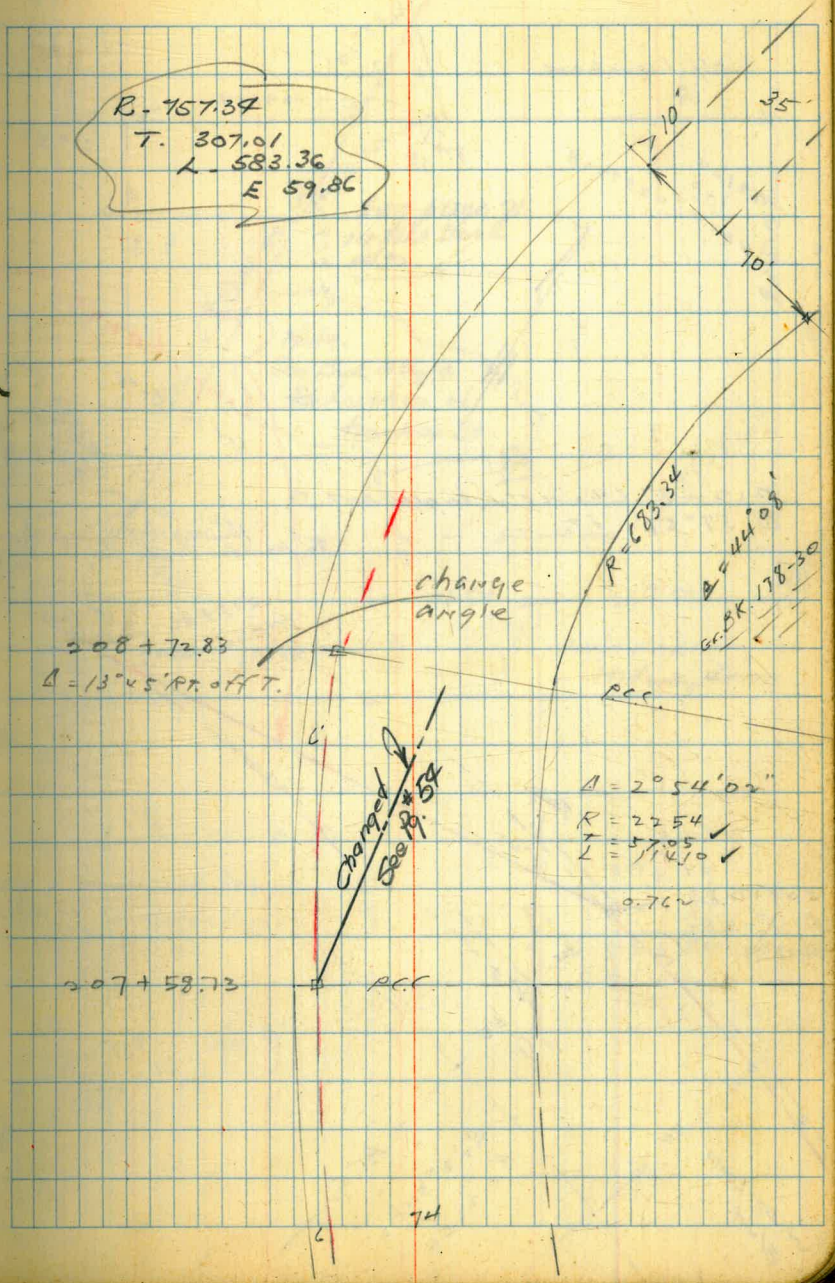 R - 757.34
T. 307.01
L - 583.36
E 59.86
10'
35'
70'
R = 683.34
Δ = 44°08'
Gr. BK. 178-30
change
angle
208 + 72.83
Δ = 13°45' Rt. off T.
P.C.C.
Changed
See Pg. #54
Δ = 2°54'02"
R = 2254
T = 57.05 ✓
L = 114.10 ✓
0.762
207 + 58.73
P.C.C.
74